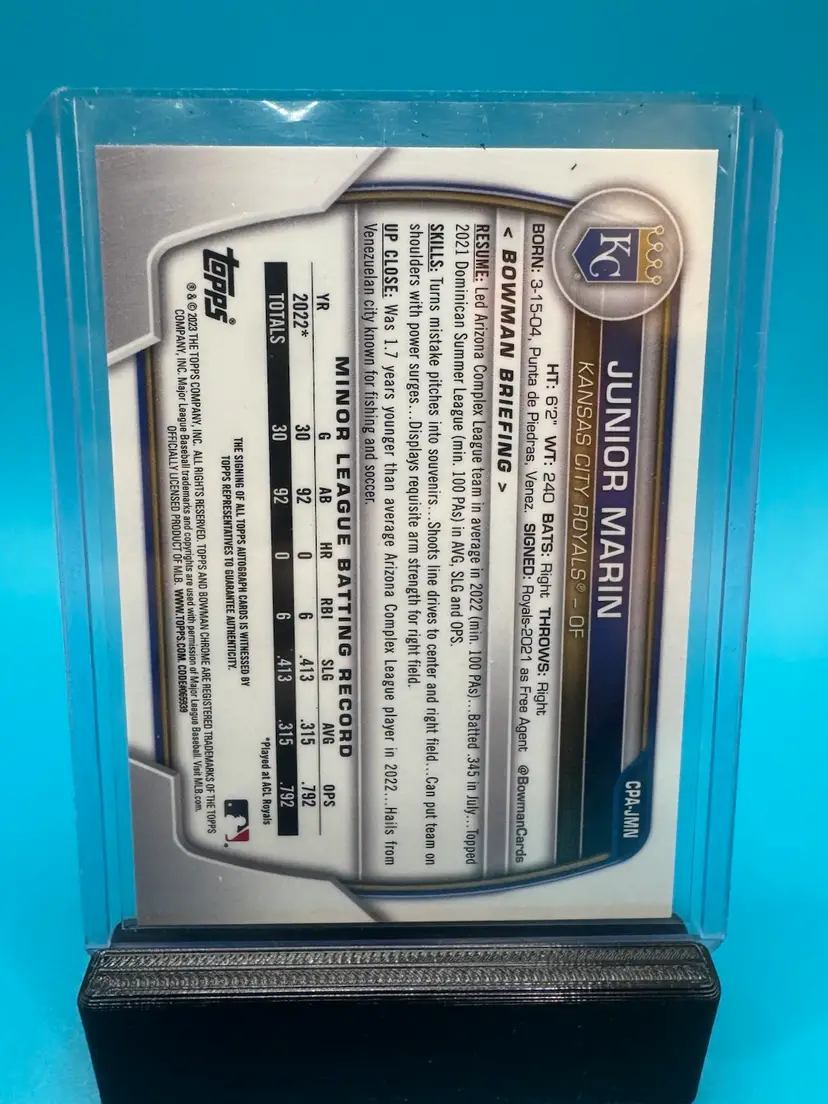 KC
JUNIOR MARIN
CPA-JMN
KANSAS CITY ROYALS® – OF
HT: 6'2" WT: 240 BATS: Right THROWS: Right
BORN: 3-15-04, Punta de Piedras, Venez. SIGNED: Royals-2021 as Free Agent @BowmanCards
< BOWMAN BRIEFING >
RESUME: Led Arizona Complex League team in average in 2022 (min. 100 PAs)...Batted .345 in July...Topped
2021 Dominican Summer League (min. 100 PAs) in AVG, SLG and OPS.
SKILLS: Turns mistake pitches into souvenirs...Shoots line drives to center and right field...Can put team on
shoulders with power surges...Displays requisite arm strength for right field.
UP CLOSE: Was 1.7 years younger than average Arizona Complex League player in 2022...Hails from
Venezuelan city known for fishing and soccer.
MINOR LEAGUE BATTING RECORD
YR G AB HR RBI SLG AVG OPS
2022* 30 92 0 6 .413 .315 .792
TOTALS 30 92 0 6 .413 .315 .792
*Played at ACL Royals
topps®
THE SIGNING OF ALL TOPPS AUTOGRAPH CARDS IS WITNESSED BY
TOPPS REPRESENTATIVES TO GUARANTEE AUTHENTICITY.
® & © 2023 THE TOPPS COMPANY, INC. ALL RIGHTS RESERVED. TOPPS AND BOWMAN CHROME ARE REGISTERED TRADEMARKS OF THE TOPPS
COMPANY, INC. Major League Baseball trademarks and copyrights are used with permission of Major League Baseball. Visit MLB.com.
OFFICIALLY LICENSED PRODUCT OF MLB. WWW.TOPPS.COM. CODE#065939